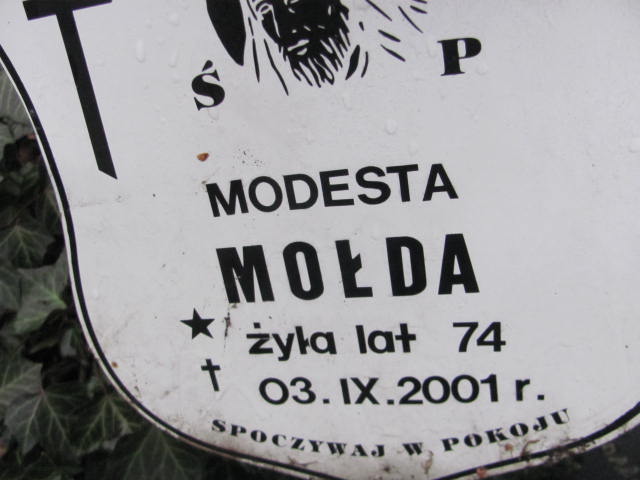 Ś P
MODESTA
MOŁDA
★ żyła lat 74
† 03.IX.2001 r.
SPOCZYWAJ W POKOJU